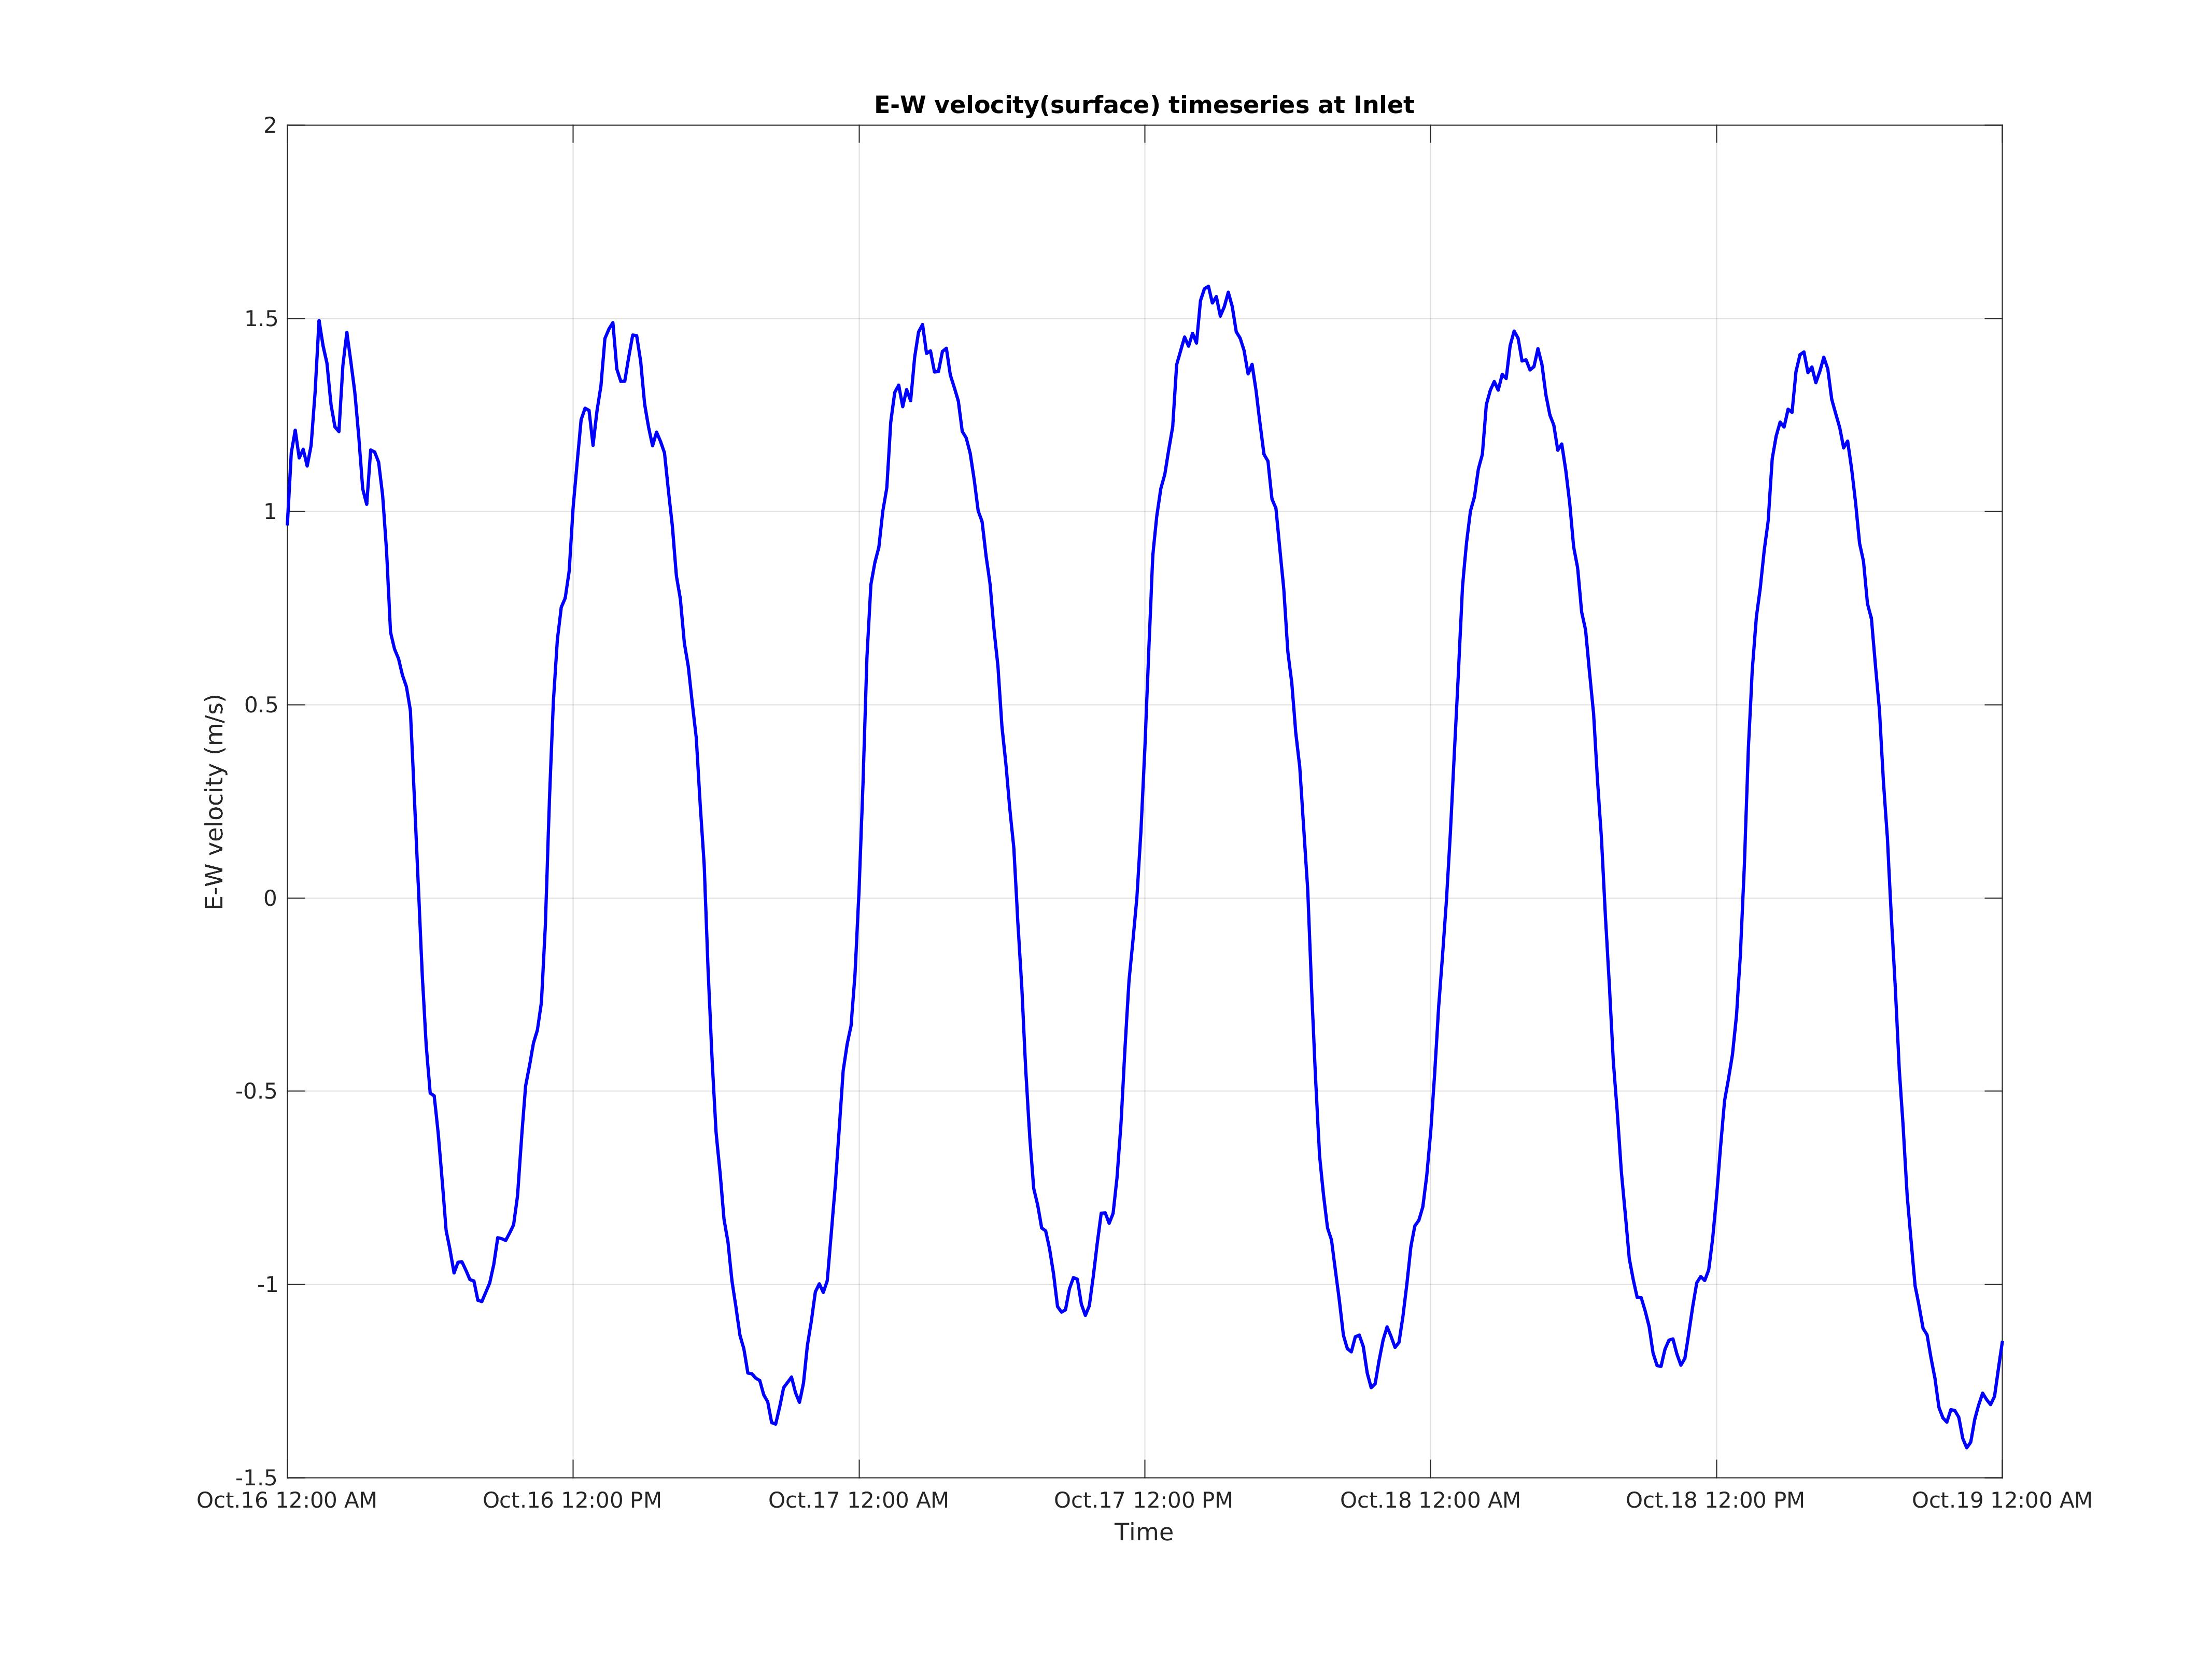 E-W velocity(surface) timeseries at Inlet
2
1.5
1
0.5
0
-0.5
-1
-1.5
E-W velocity (m/s)
Oct.16 12:00 AM Oct.16 12:00 PM Oct.17 12:00 AM Oct.17 12:00 PM Oct.18 12:00 AM Oct.18 12:00 PM Oct.19 12:00 AM
Time